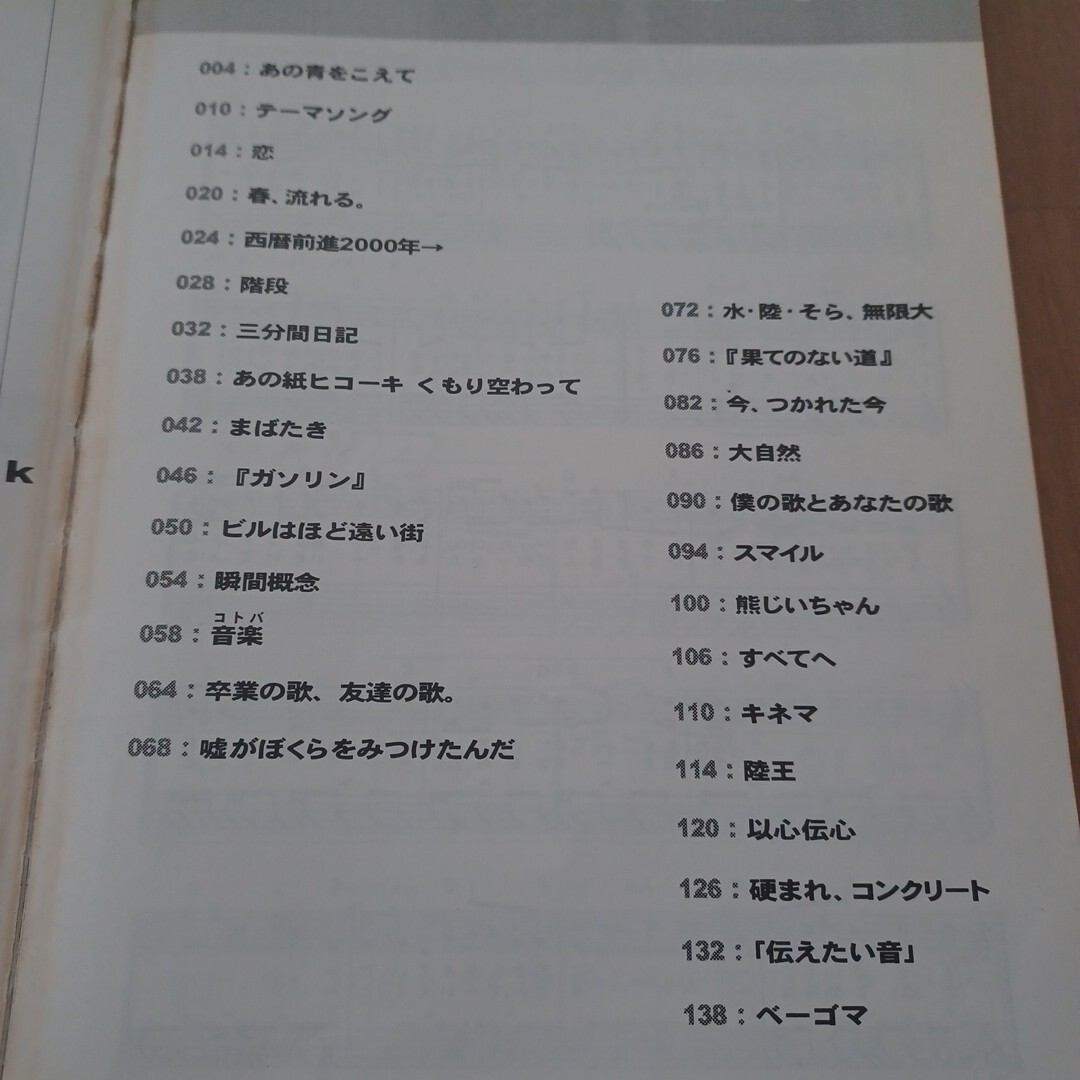 k
004：あの青をこえて
010：テーマソング
014：恋
020：春、流れる。
024：西暦前進2000年→
028：階段
032：三分間日記
038：あの紙ヒコーキ くもり空わって
042：まばたき
046：『ガソリン』
050：ビルはほど遠い街
054：瞬間概念
コトバ
058：音楽
064：卒業の歌、友達の歌。
068：嘘がぼくらをみつけたんだ
072：水・陸・そら、無限大
076：『果てのない道』
082：今、つかれた今
086：大自然
090：僕の歌とあなたの歌
094：スマイル
100：熊じいちゃん
106：すべてへ
110：キネマ
114：陸王
120：以心伝心
126：硬まれ、コンクリート
132：「伝えたい音」
138：ベーゴマ